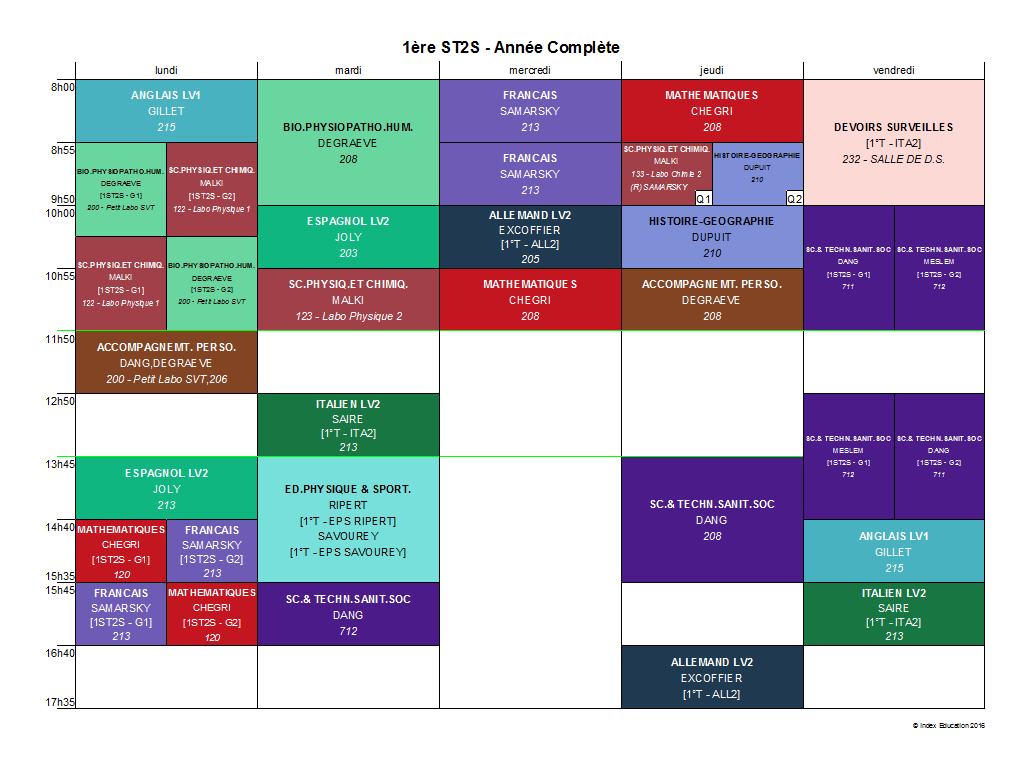 1ère ST2S - Année Complète
lundi
mardi
mercredi
jeudi
vendredi
8h00
8h55
9h50
10h00
10h55
11h50
12h50
13h45
14h40
15h35
15h45
16h40
17h35
ANGLAIS LV1
GILLET
215
BIO.PHYSIOPATHO.HUM.
DEGRAEVE
[1ST2S - G1]
200 - Petit Labo SVT
SC.PHYSIQ.ET CHIMIQ.
MALKI
[1ST2S - G2]
122 - Labo Physique 1
SC.PHYSIQ.ET CHIMIQ.
MALKI
[1ST2S - G1]
122 - Labo Physique 1
BIO.PHYSIOPATHO.HUM.
DEGRAEVE
[1ST2S - G2]
200 - Petit Labo SVT
ACCOMPAGNEMT. PERSO.
DANG,DEGRAEVE
200 - Petit Labo SVT,206
ESPAGNOL LV2
JOLY
213
MATHEMATIQUES
CHEGRI
[1ST2S - G1]
120
FRANCAIS
SAMARSKY
[1ST2S - G2]
213
FRANCAIS
SAMARSKY
[1ST2S - G1]
213
MATHEMATIQUES
CHEGRI
[1ST2S - G2]
120
BIO.PHYSIOPATHO.HUM.
DEGRAEVE
208
ESPAGNOL LV2
JOLY
203
SC.PHYSIQ.ET CHIMIQ.
MALKI
123 - Labo Physique 2
ITALIEN LV2
SAIRE
[1°T - ITA2]
213
ED.PHYSIQUE & SPORT.
RIPERT
[1°T - EPS RIPERT]
SAVOUREY
[1°T - EPS SAVOUREY]
SC.& TECHN.SANIT.SOC
DANG
712
FRANCAIS
SAMARSKY
213
FRANCAIS
SAMARSKY
213
ALLEMAND LV2
EXCOFFIER
[1°T - ALL2]
205
MATHEMATIQUES
CHEGRI
208
MATHEMATIQUES
CHEGRI
208
SC.PHYSIQ.ET CHIMIQ.
MALKI
133 - Labo Chimie 2
(R) SAMARSKY
Q1
HISTOIRE-GEOGRAPHIE
DUPUIT
210
Q2
HISTOIRE-GEOGRAPHIE
DUPUIT
210
ACCOMPAGNEMT. PERSO.
DEGRAEVE
208
SC.& TECHN.SANIT.SOC
DANG
208
ALLEMAND LV2
EXCOFFIER
[1°T - ALL2]
DEVOIRS SURVEILLES
[1°T - ITA2]
232 - SALLE DE D.S.
SC.& TECHN.SANIT.SOC
DANG
[1ST2S - G1]
711
SC.& TECHN.SANIT.SOC
MESLEM
[1ST2S - G2]
712
SC.& TECHN.SANIT.SOC
MESLEM
[1ST2S - G1]
712
SC.& TECHN.SANIT.SOC
DANG
[1ST2S - G2]
711
ANGLAIS LV1
GILLET
215
ITALIEN LV2
SAIRE
[1°T - ITA2]
213
© Index Education 2016